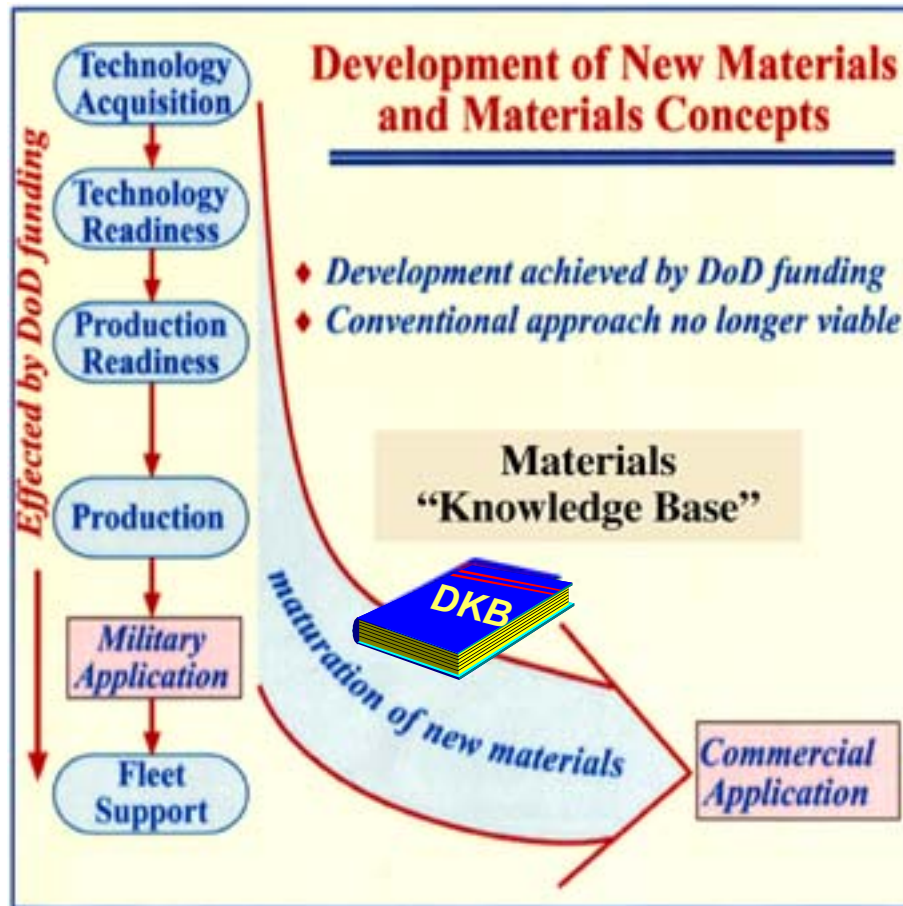 Technology
Acquisition
Technology
Readiness
Production
Readiness
Production
Military
Application
Fleet
Support
Effected by DoD funding
Development of New Materials
and Materials Concepts
♦ Development achieved by DoD funding
♦ Conventional approach no longer viable
Materials
“Knowledge Base”
DKB
maturation of new materials
Commercial
Application